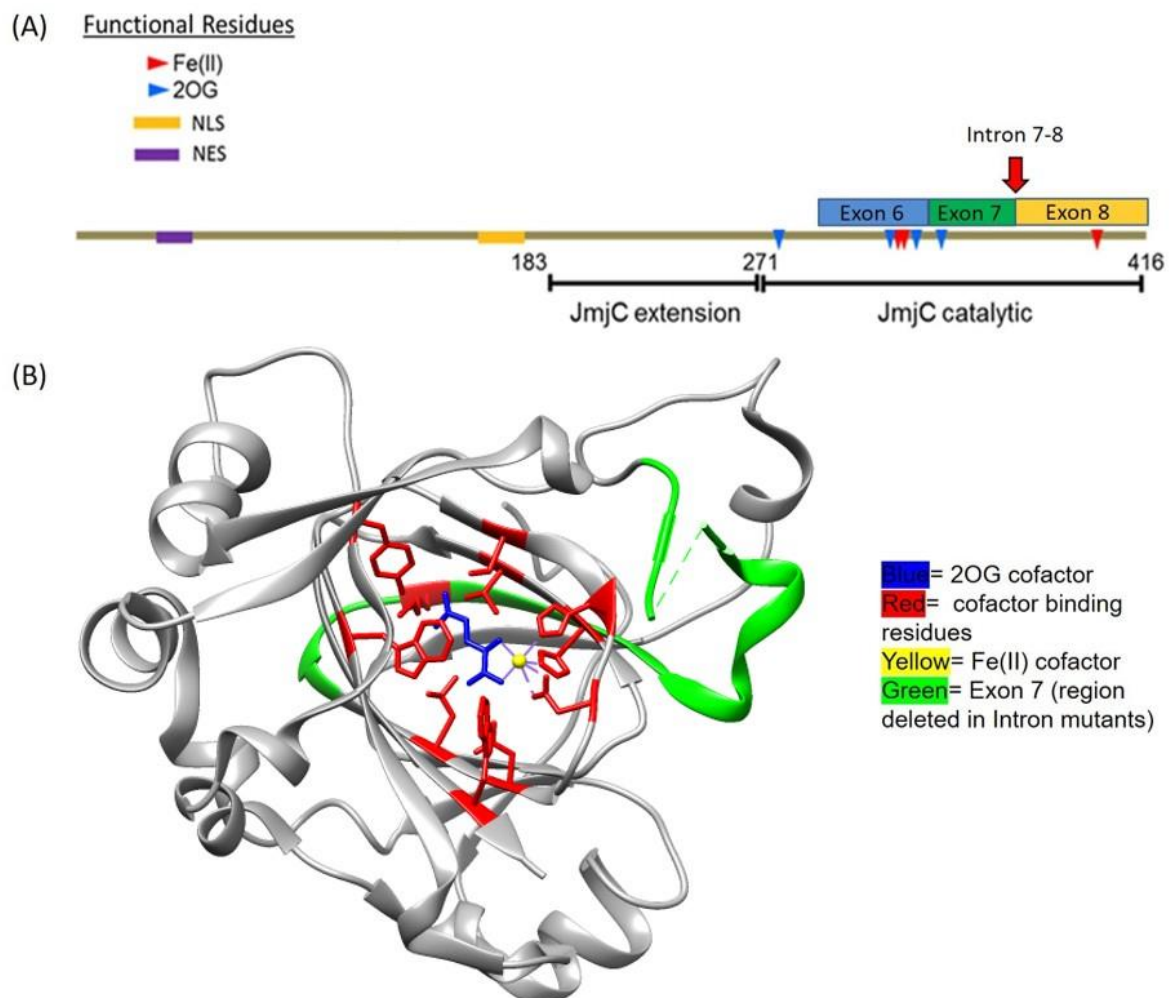 (A)
Functional Residues
Fe(II)
2OG
NLS
NES
Intron 7-8
Exon 6
Exon 7
Exon 8
183
271
416
JmjC extension
JmjC catalytic
(B)
Blue= 2OG cofactor
Red= cofactor binding
residues
Yellow= Fe(II) cofactor
Green= Exon 7 (region
deleted in Intron mutants)